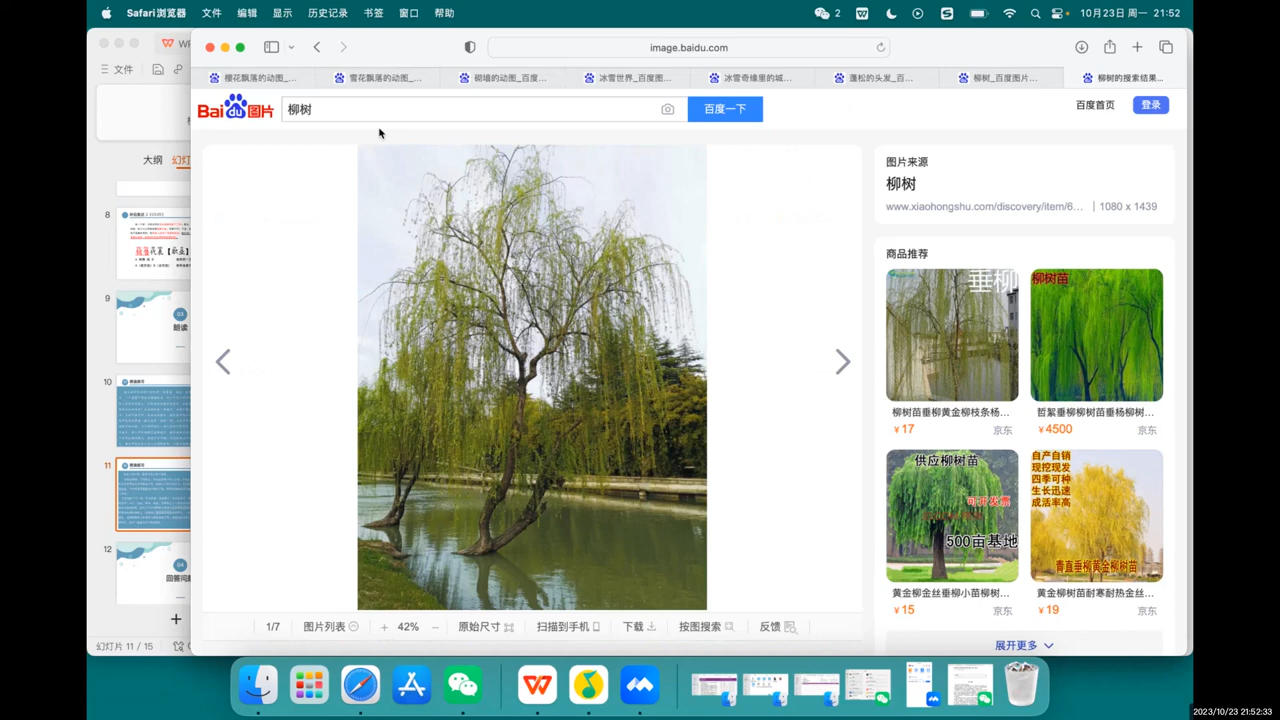 Safari浏览器 文件 编辑 显示 历史记录 书签 窗口 帮助
2
10月23日 周一 21:52
image.baidu.com
文件
樱花飘落的动图_...
雪花飘落的动图_...
砌墙的动图_百度...
冰雪世界_百度图...
冰雪奇缘里的城...
蓬松的头发_百...
柳树_百度图片...
柳树的搜索结果...
Bai du 图片
柳树
百度一下
百度首页
登录
大纲
8
9
03
朗读
10
11
12
04
幻灯片 11 / 15
图片来源
柳树
www.xiaohongshu.com/discovery/item/6... | 1080 x 1439
商品推荐
垂柳
柳树苗
柳树苗垂柳黄金柳枝条杨...
¥17 京东
哲絮垂柳柳树苗垂杨柳树...
¥4500 京东
供应柳树苗
可开发票
500亩基地
自产自销
现挖现发
四季可种
生长迅速
成活率高
青直垂柳黄金柳树苗
黄金柳金丝垂柳小苗柳树...
¥15 京东
黄金柳树苗耐寒耐热金丝...
¥19 京东
展开更多
1/7 图片列表 + 42% - 原始尺寸 扫描到手机 下载 按图搜索 反馈
2023/10/23 21:52:33